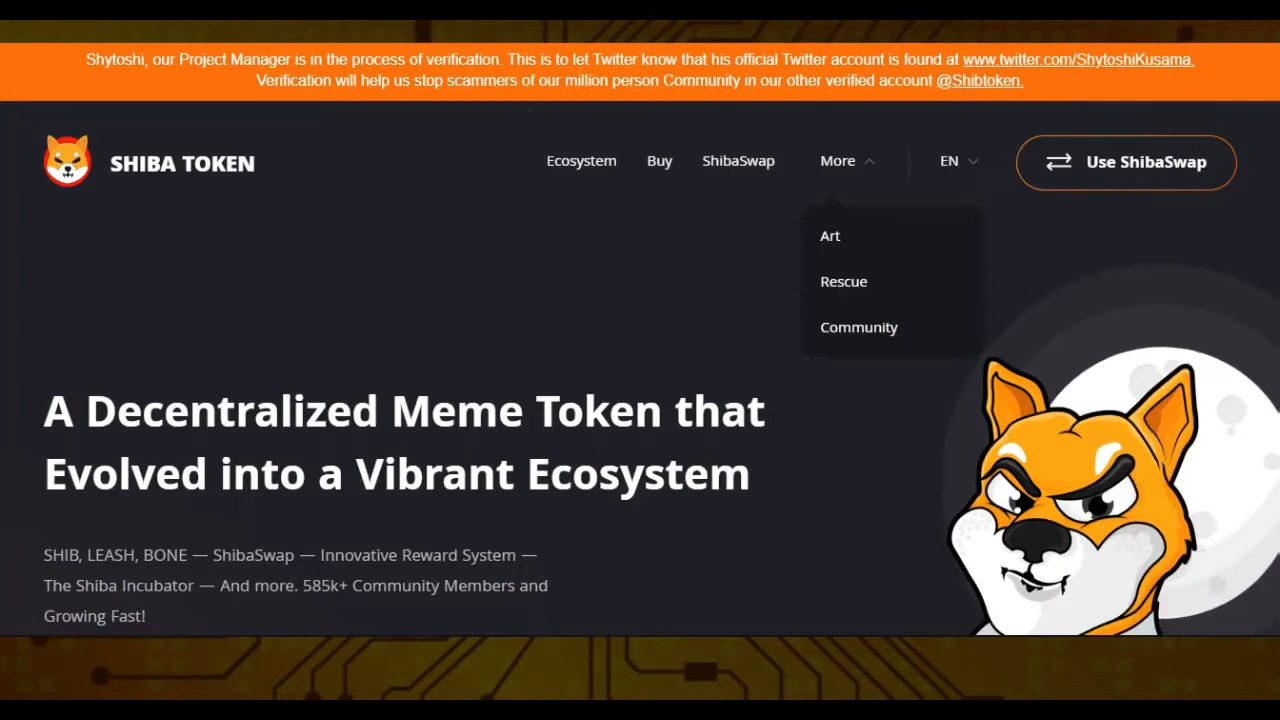 Shytoshi, our Project Manager is in the process of verification. This is to let Twitter know that his official Twitter account is found at www.twitter.com/ShytoshiKusama.
Verification will help us stop scammers of our million person Community in our other verified account @Shibtoken.
SHIBA TOKEN
Ecosystem Buy ShibaSwap More EN Use ShibaSwap
Art
Rescue
Community
A Decentralized Meme Token that
Evolved into a Vibrant Ecosystem
SHIB, LEASH, BONE — ShibaSwap — Innovative Reward System —
The Shiba Incubator — And more. 585k+ Community Members and
Growing Fast!